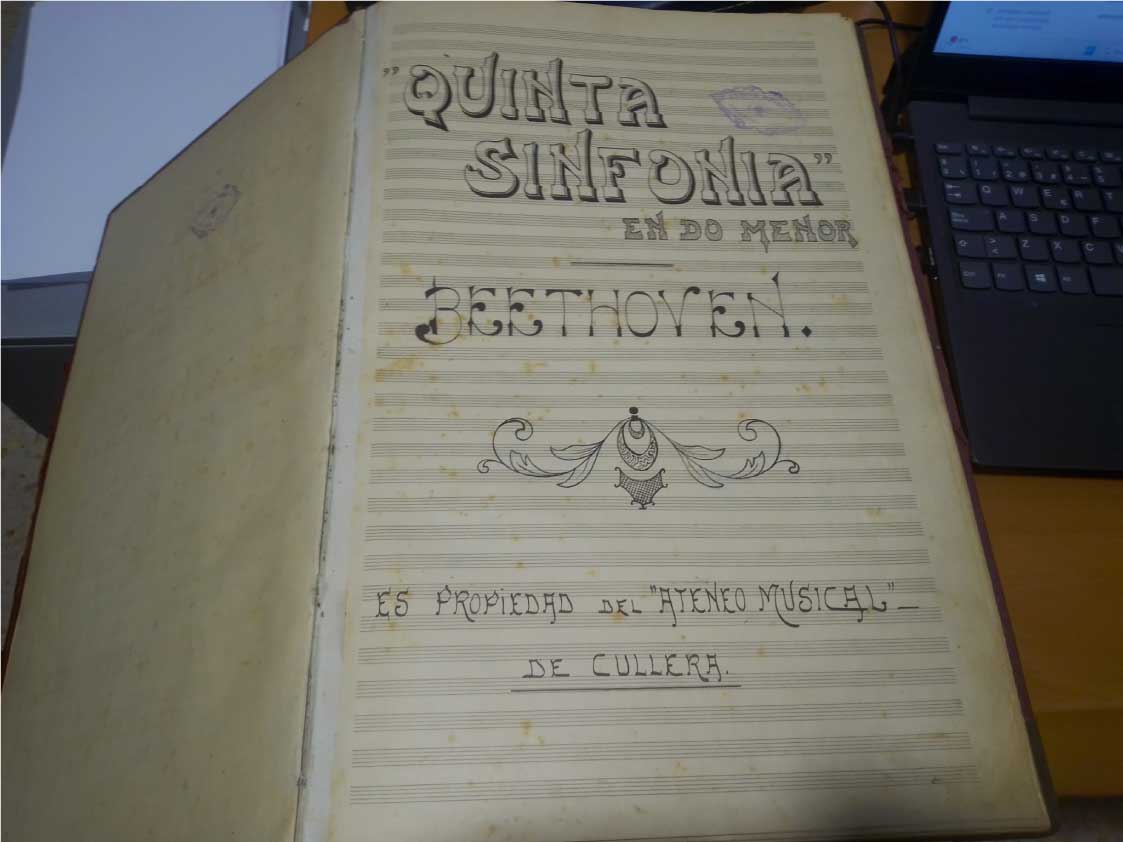 "QUINTA
SINFONIA"
EN DO MENOR
BEETHOVEN.
ES PROPIEDAD DEL "ATENEO MUSICAL"–
DE CULLERA.